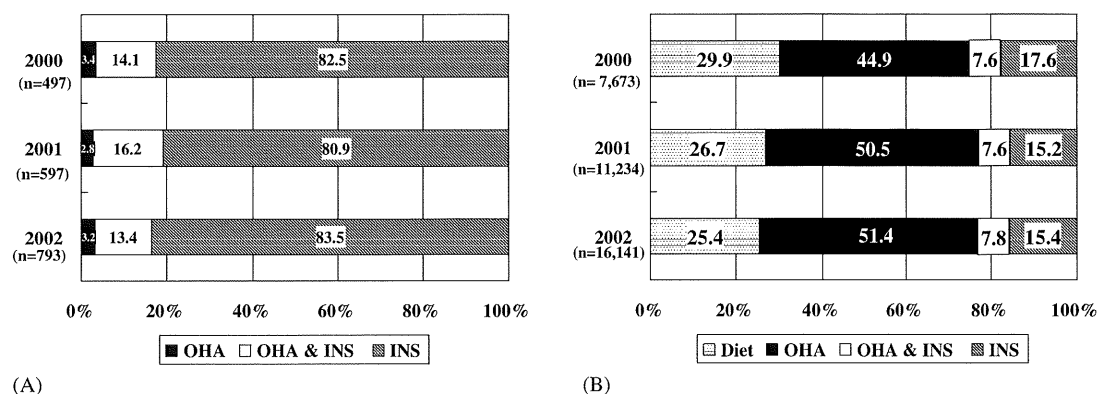 2000
(n=497)
3.4 14.1 82.5
2001
(n=597)
2.8 16.2 80.9
2002
(n=793)
3.2 13.4 83.5
0% 20% 40% 60% 80% 100%
OHA OHA & INS INS
(A)
2000
(n= 7,673)
29.9 44.9 7.6 17.6
2001
(n=11,234)
26.7 50.5 7.6 15.2
2002
(n=16,141)
25.4 51.4 7.8 15.4
0% 20% 40% 60% 80% 100%
Diet OHA OHA & INS INS
(B)